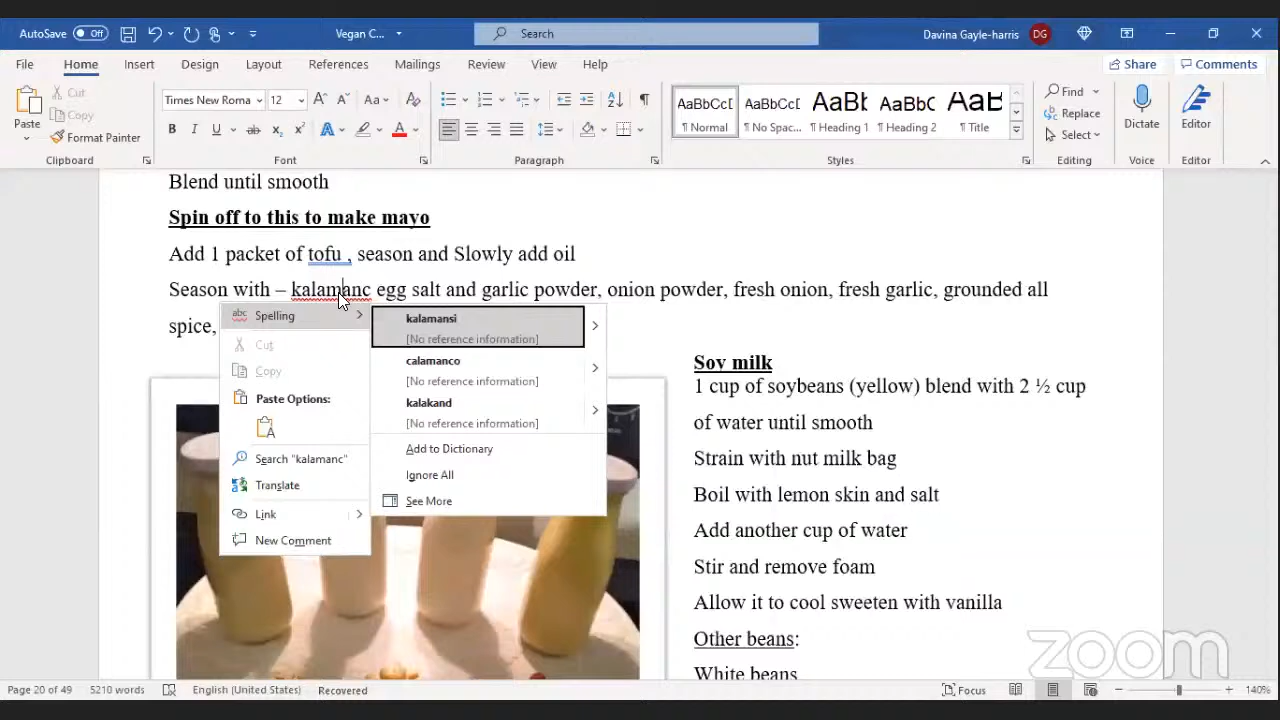 AutoSave Off Vegan C... Search Davina Gayle-harris DG
File Home Insert Design Layout References Mailings Review View Help Share Comments
Paste Cut Copy Format Painter
Times New Roma 12
AaBbCcD AaBbCcD AaBb AaBbC AaBb
¶ Normal ¶ No Spac... ¶ Heading 1 ¶ Heading 2 ¶ Title
Find Replace Select Dictate Editor
Clipboard Font Paragraph Styles Editing Voice Editor
Blend until smooth
Spin off to this to make mayo
Add 1 packet of tofu , season and Slowly add oil
Season with – kalamanc egg salt and garlic powder, onion powder, fresh onion, fresh garlic, grounded all
spice,
Spelling
Cut
Copy
Paste Options:
Search "kalamanc"
Translate
Link
New Comment
kalamansi
[No reference information]
calamanco
[No reference information]
kalakand
[No reference information]
Add to Dictionary
Ignore All
See More
Soy milk
1 cup of soybeans (yellow) blend with 2 ½ cup
of water until smooth
Strain with nut milk bag
Boil with lemon skin and salt
Add another cup of water
Stir and remove foam
Allow it to cool sweeten with vanilla
Other beans:
White beans
zoom
Page 20 of 49 5210 words English (United States) Recovered Focus 140%